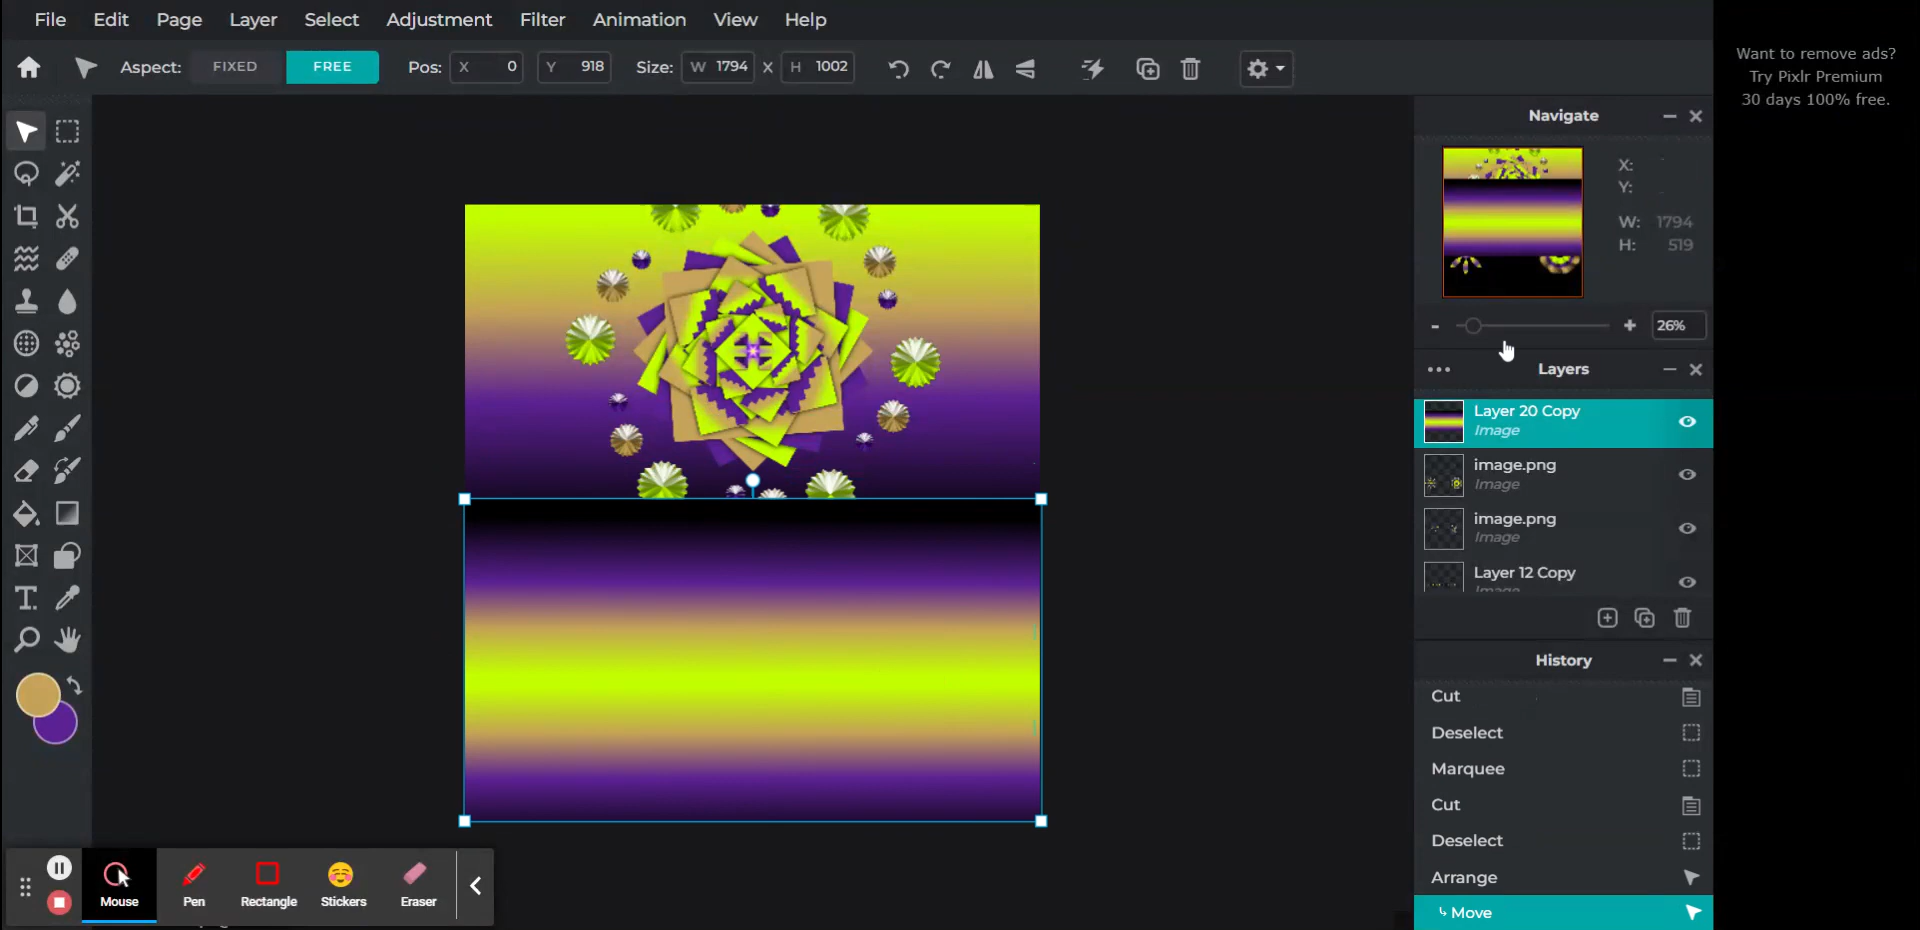 File Edit Page Layer Select Adjustment Filter Animation View Help
Aspect: FIXED FREE Pos: X 0 Y 918 Size: W 1794 X H 1002
Want to remove ads?
Try Pixlr Premium
30 days 100% free.
Navigate
X:
Y:
W: 1794
H: 519
26%
Layers
Layer 20 Copy
Image
image.png
Image
image.png
Image
Layer 12 Copy
Image
History
Cut
Deselect
Marquee
Cut
Deselect
Arrange
Move
Mouse Pen Rectangle Stickers Eraser